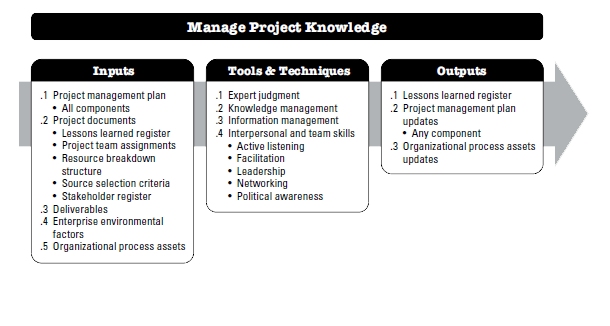 Manage Project Knowledge
Inputs
.1 Project management plan
• All components
.2 Project documents
• Lessons learned register
• Project team assignments
• Resource breakdown
structure
• Source selection criteria
• Stakeholder register
.3 Deliverables
.4 Enterprise environmental
factors
.5 Organizational process assets
Tools & Techniques
.1 Expert judgment
.2 Knowledge management
.3 Information management
.4 Interpersonal and team skills
• Active listening
• Facilitation
• Leadership
• Networking
• Political awareness
Outputs
.1 Lessons learned register
.2 Project management plan
updates
• Any component
.3 Organizational process assets
updates